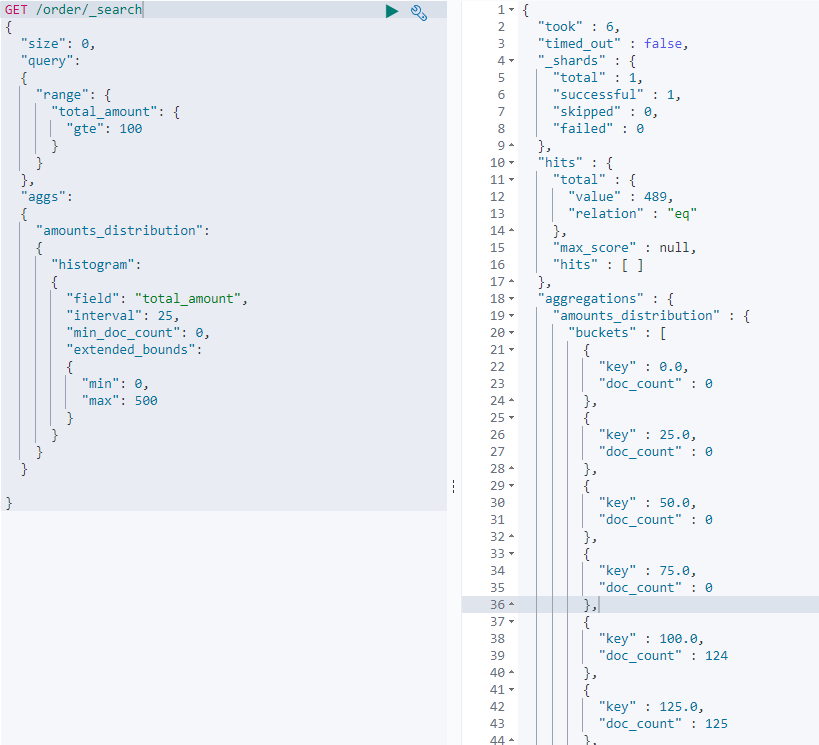 GET /order/_search
{
  "size": 0,
  "query":
  {
    "range": {
      "total_amount": {
        "gte": 100
      }
    }
  },
  "aggs":
  {
    "amounts_distribution":
    {
      "histogram":
      {
        "field": "total_amount",
        "interval": 25,
        "min_doc_count": 0,
        "extended_bounds":
        {
          "min": 0,
          "max": 500
        }
      }
    }
  }
}
1 {
2   "took" : 6,
3   "timed_out" : false,
4   "_shards" : {
5     "total" : 1,
6     "successful" : 1,
7     "skipped" : 0,
8     "failed" : 0
9   },
10   "hits" : {
11     "total" : {
12       "value" : 489,
13       "relation" : "eq"
14     },
15     "max_score" : null,
16     "hits" : [ ]
17   },
18   "aggregations" : {
19     "amounts_distribution" : {
20       "buckets" : [
21         {
22           "key" : 0.0,
23           "doc_count" : 0
24         },
25         {
26           "key" : 25.0,
27           "doc_count" : 0
28         },
29         {
30           "key" : 50.0,
31           "doc_count" : 0
32         },
33         {
34           "key" : 75.0,
35           "doc_count" : 0
36         },
37         {
38           "key" : 100.0,
39           "doc_count" : 124
40         },
41         {
42           "key" : 125.0,
43           "doc_count" : 125
44         },